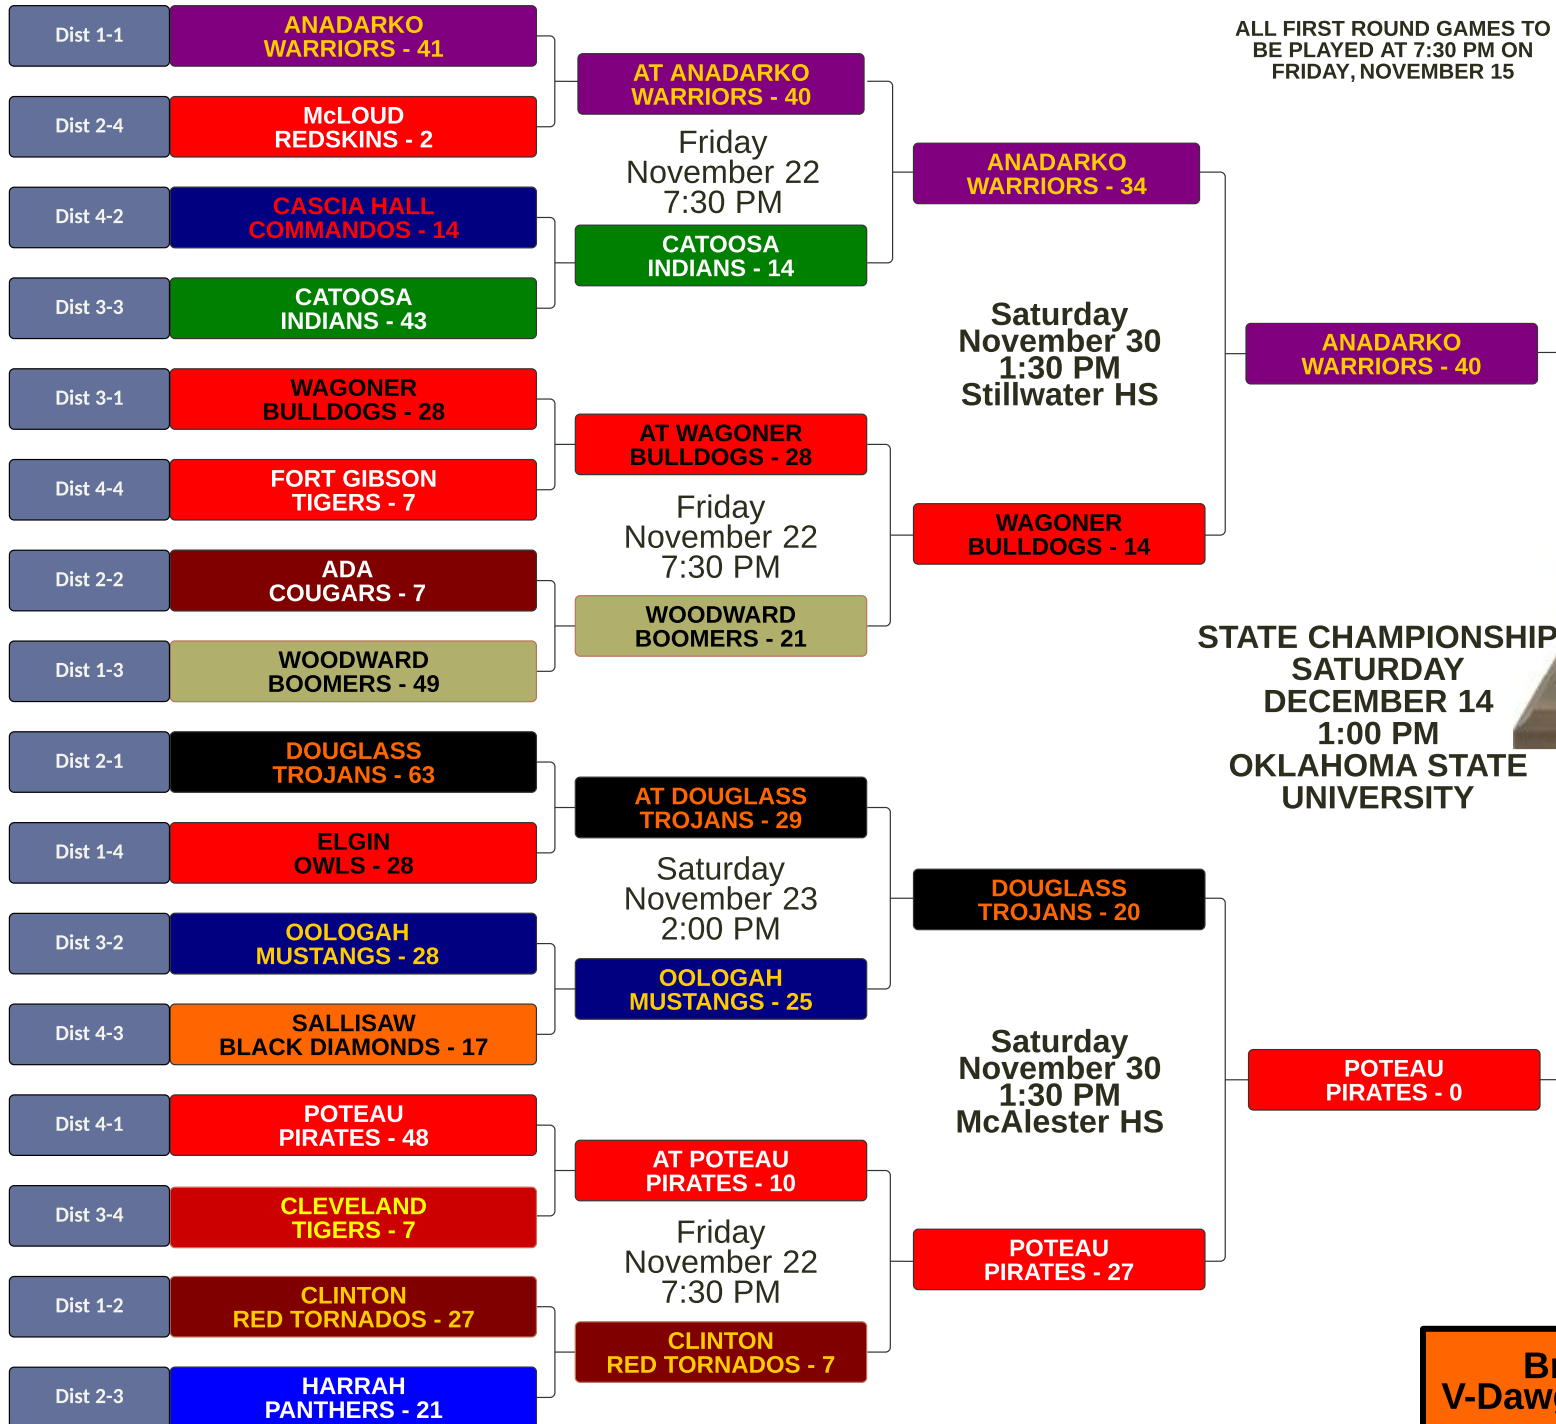 Dist 1-1
ANADARKO
WARRIORS - 41
Dist 2-4
McLOUD
REDSKINS - 2
Dist 4-2
CASCIA HALL
COMMANDOS - 14
Dist 3-3
CATOOSA
INDIANS - 43
Dist 3-1
WAGONER
BULLDOGS - 28
Dist 4-4
FORT GIBSON
TIGERS - 7
Dist 2-2
ADA
COUGARS - 7
Dist 1-3
WOODWARD
BOOMERS - 49
Dist 2-1
DOUGLASS
TROJANS - 63
Dist 1-4
ELGIN
OWLS - 28
Dist 3-2
OOLOGAH
MUSTANGS - 28
Dist 4-3
SALLISAW
BLACK DIAMONDS - 17
Dist 4-1
POTEAU
PIRATES - 48
Dist 3-4
CLEVELAND
TIGERS - 7
Dist 1-2
CLINTON
RED TORNADOS - 27
Dist 2-3
HARRAH
PANTHERS - 21
AT ANADARKO
WARRIORS - 40
Friday
November 22
7:30 PM
CATOOSA
INDIANS - 14
AT WAGONER
BULLDOGS - 28
Friday
November 22
7:30 PM
WOODWARD
BOOMERS - 21
AT DOUGLASS
TROJANS - 29
Saturday
November 23
2:00 PM
OOLOGAH
MUSTANGS - 25
AT POTEAU
PIRATES - 10
Friday
November 22
7:30 PM
CLINTON
RED TORNADOS - 7
ANADARKO
WARRIORS - 34
Saturday
November 30
1:30 PM
Stillwater HS
WAGONER
BULLDOGS - 14
DOUGLASS
TROJANS - 20
Saturday
November 30
1:30 PM
McAlester HS
POTEAU
PIRATES - 27
ALL FIRST ROUND GAMES TO
BE PLAYED AT 7:30 PM ON
FRIDAY, NOVEMBER 15
ANADARKO
WARRIORS - 40
STATE CHAMPIONSHIP
SATURDAY
DECEMBER 14
1:00 PM
OKLAHOMA STATE
UNIVERSITY
POTEAU
PIRATES - 0